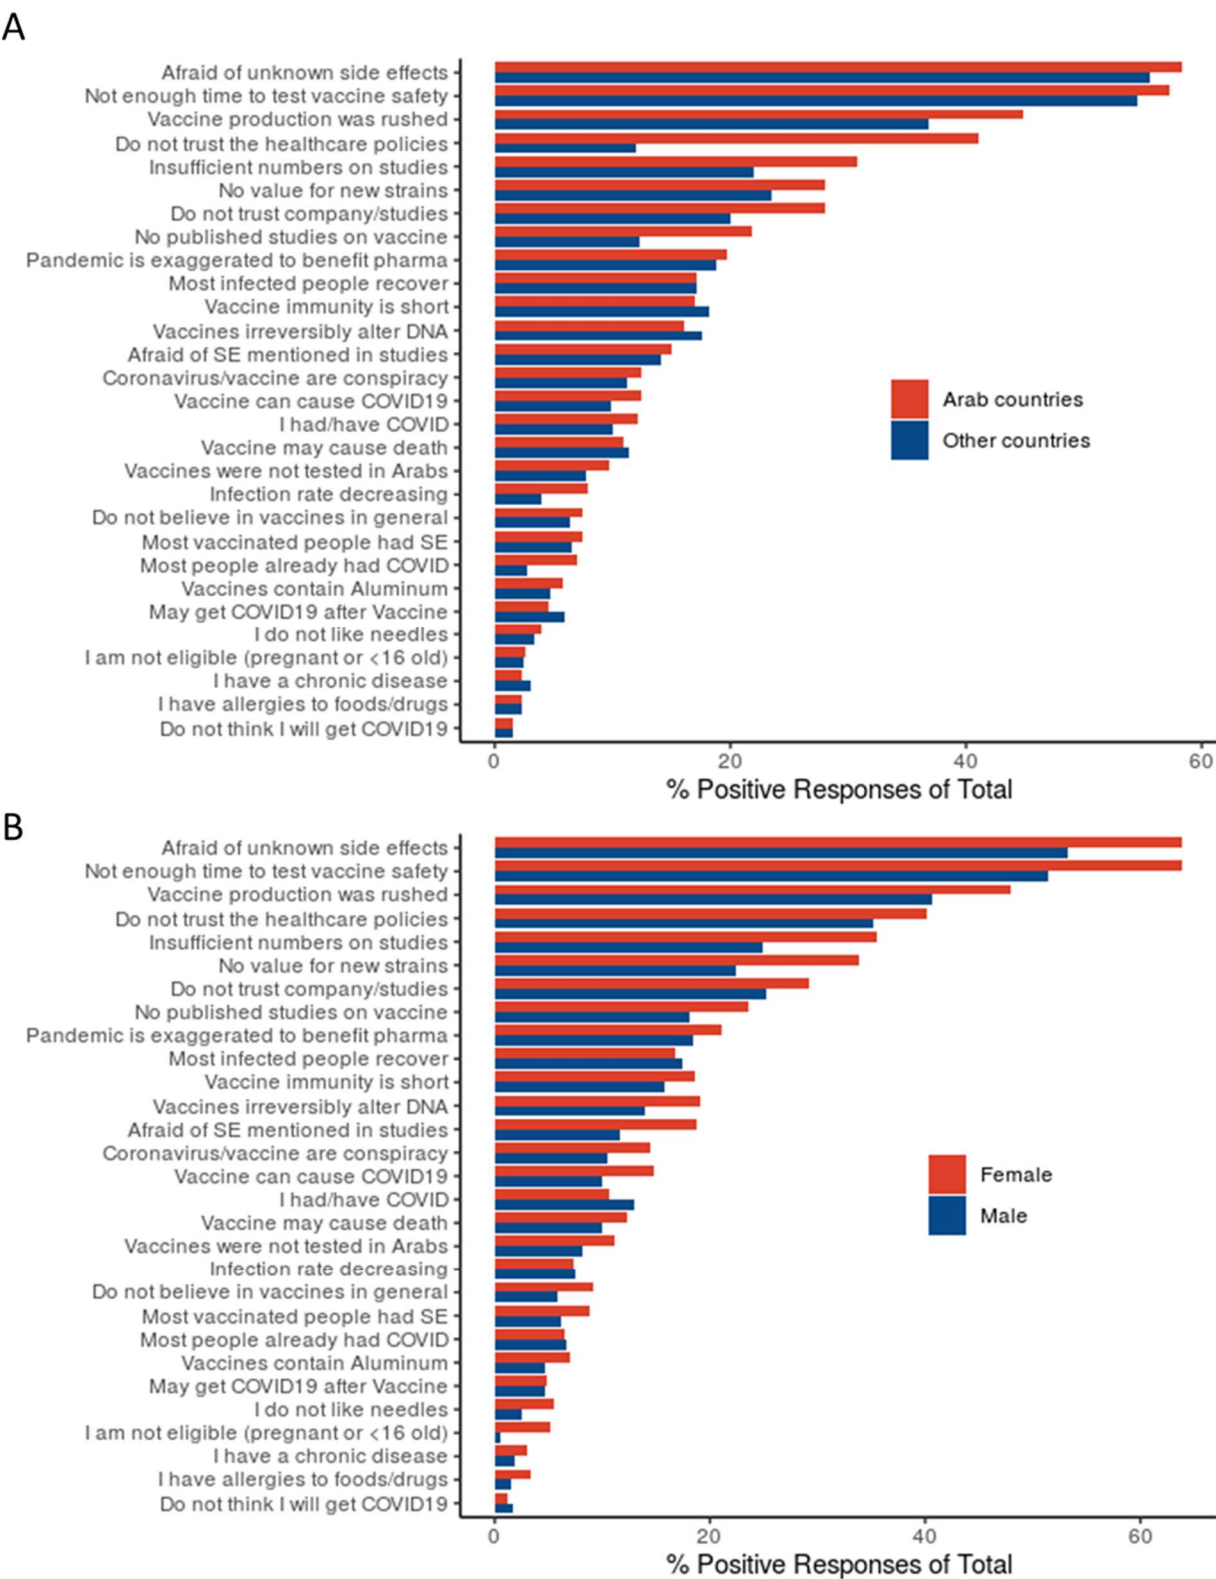 A
Afraid of unknown side effects
Not enough time to test vaccine safety
Vaccine production was rushed
Do not trust the healthcare policies
Insufficient numbers on studies
No value for new strains
Do not trust company/studies
No published studies on vaccine
Pandemic is exaggerated to benefit pharma
Most infected people recover
Vaccine immunity is short
Vaccines irreversibly alter DNA
Afraid of SE mentioned in studies
Coronavirus/vaccine are conspiracy
Vaccine can cause COVID19
I had/have COVID
Vaccine may cause death
Vaccines were not tested in Arabs
Infection rate decreasing
Do not believe in vaccines in general
Most vaccinated people had SE
Most people already had COVID
Vaccines contain Aluminum
May get COVID19 after Vaccine
I do not like needles
I am not eligible (pregnant or <16 old)
I have a chronic disease
I have allergies to foods/drugs
Do not think I will get COVID19
Arab countries
Other countries
0 20 40 60
% Positive Responses of Total
B
Afraid of unknown side effects
Not enough time to test vaccine safety
Vaccine production was rushed
Do not trust the healthcare policies
Insufficient numbers on studies
No value for new strains
Do not trust company/studies
No published studies on vaccine
Pandemic is exaggerated to benefit pharma
Most infected people recover
Vaccine immunity is short
Vaccines irreversibly alter DNA
Afraid of SE mentioned in studies
Coronavirus/vaccine are conspiracy
Vaccine can cause COVID19
I had/have COVID
Vaccine may cause death
Vaccines were not tested in Arabs
Infection rate decreasing
Do not believe in vaccines in general
Most vaccinated people had SE
Most people already had COVID
Vaccines contain Aluminum
May get COVID19 after Vaccine
I do not like needles
I am not eligible (pregnant or <16 old)
I have a chronic disease
I have allergies to foods/drugs
Do not think I will get COVID19
Female
Male
0 20 40 60
% Positive Responses of Total